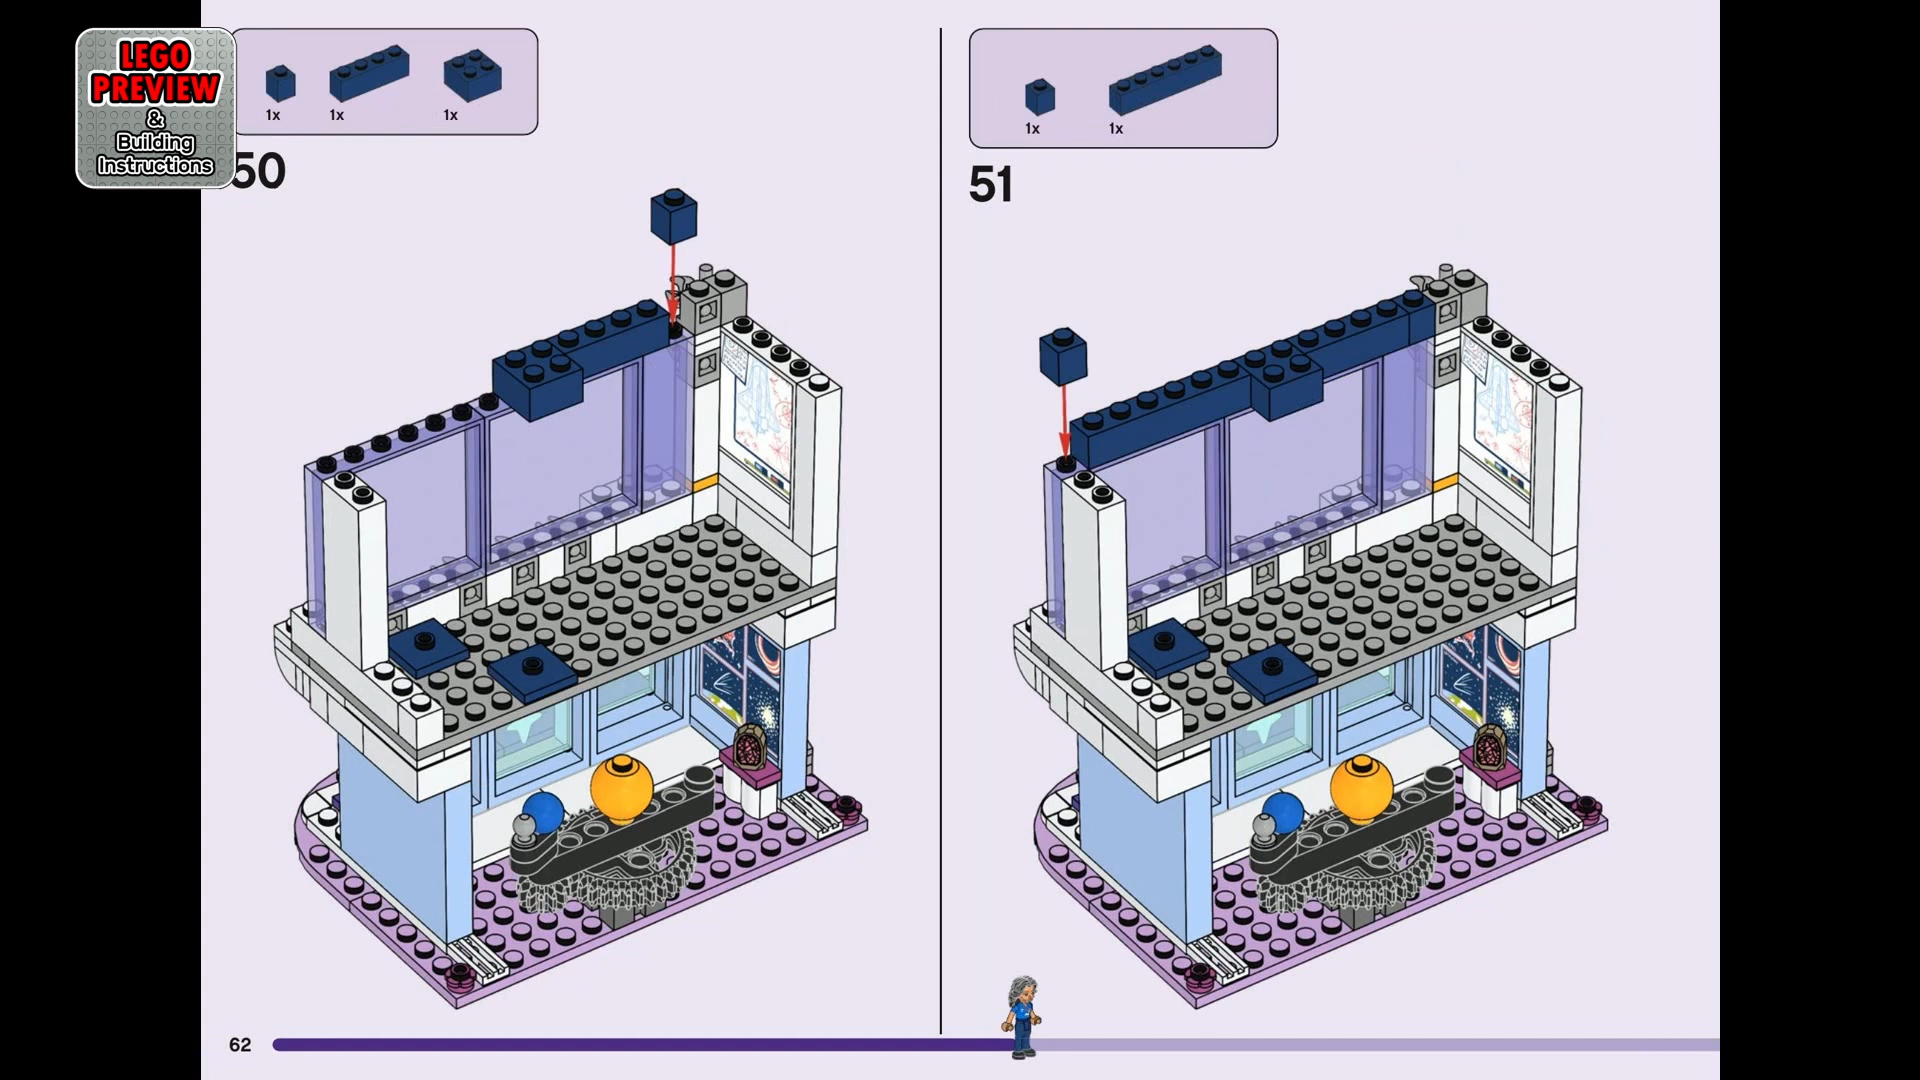 LEGO
PREVIEW
&
Building
Instructions
1x 1x 1x
50
1x 1x
51
62